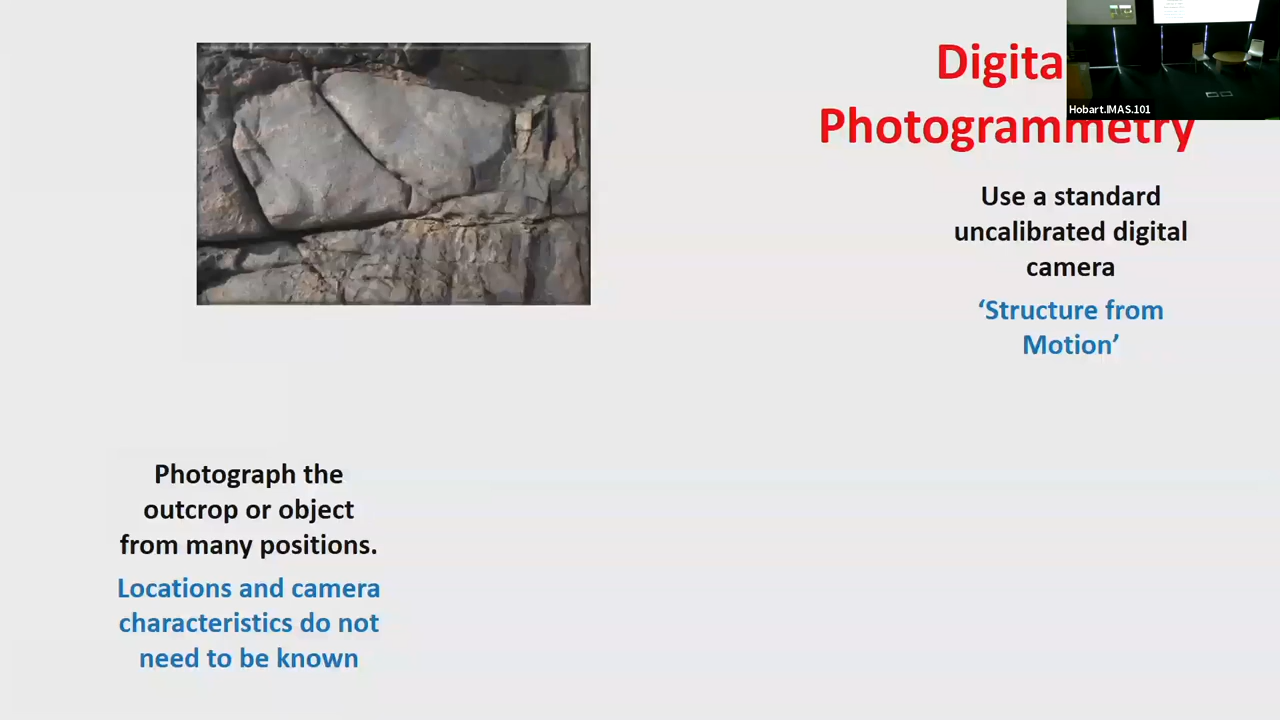 Digita
Photogrammetry
Hobart.IMAS.101
Use a standard
uncalibrated digital
camera
‘Structure from
Motion’
Photograph the
outcrop or object
from many positions.
Locations and camera
characteristics do not
need to be known